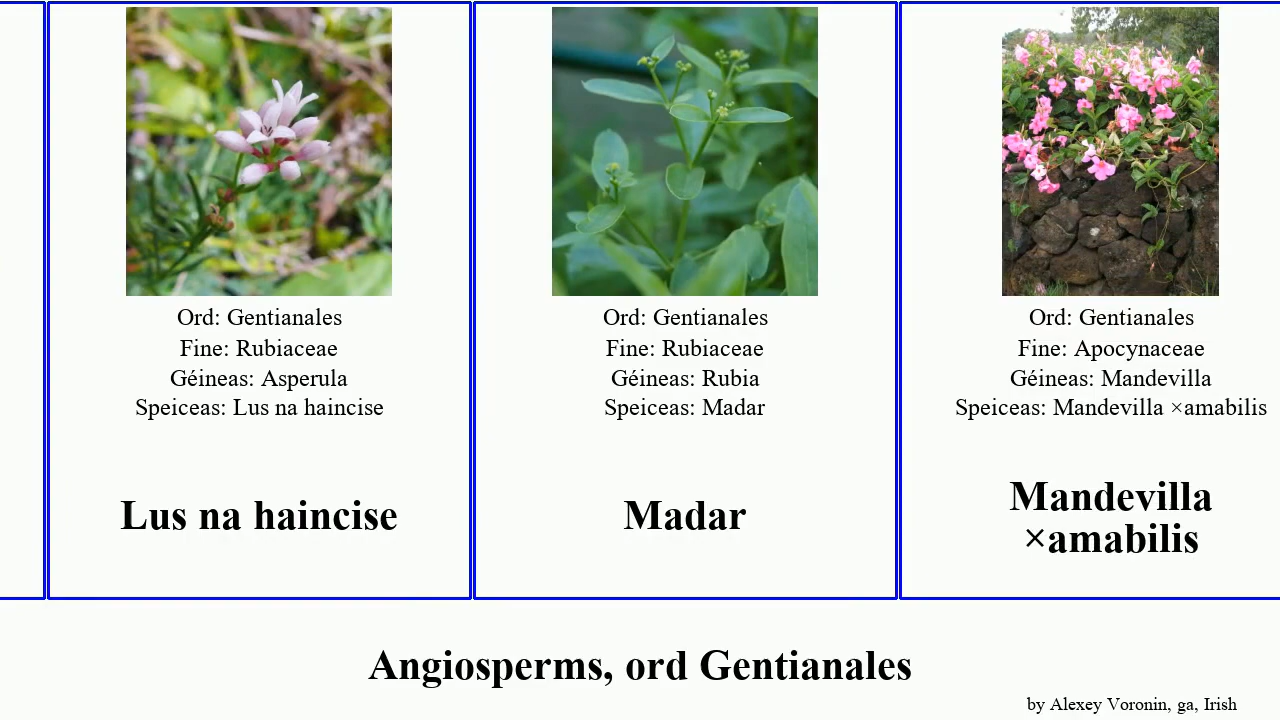 Ord: Gentianales
Fine: Rubiaceae
Géineas: Asperula
Speiceas: Lus na haincise
Lus na haincise
Ord: Gentianales
Fine: Rubiaceae
Géineas: Rubia
Speiceas: Madar
Madar
Ord: Gentianales
Fine: Apocynaceae
Géineas: Mandevilla
Speiceas: Mandevilla ×amabilis
Mandevilla
×amabilis
Angiosperms, ord Gentianales
by Alexey Voronin, ga, Irish